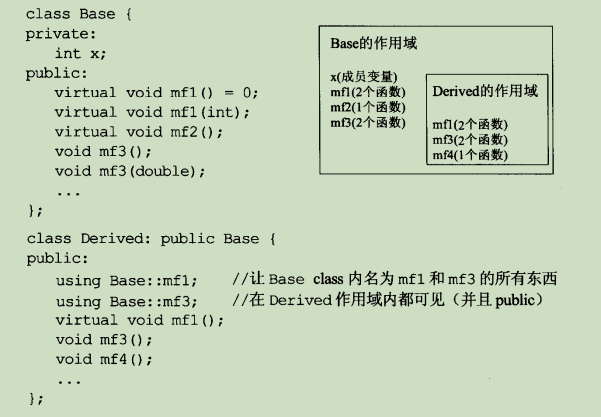 class Base {
private:
    int x;
public:
    virtual void mf1() = 0;
    virtual void mf1(int);
    virtual void mf2();
    void mf3();
    void mf3(double);
    ...
};
Base的作用域
x(成员变量)
mf1(2个函数)
mf2(1个函数)
mf3(2个函数)
Derived的作用域
mf1(2个函数)
mf3(2个函数)
mf4(1个函数)
class Derived: public Base {
public:
    using Base::mf1;    //让 Base class 内名为 mf1 和 mf3 的所有东西
    using Base::mf3;    //在 Derived 作用域内都可见（并且 public）
    virtual void mf1();
    void mf3();
    void mf4();
    ...
};